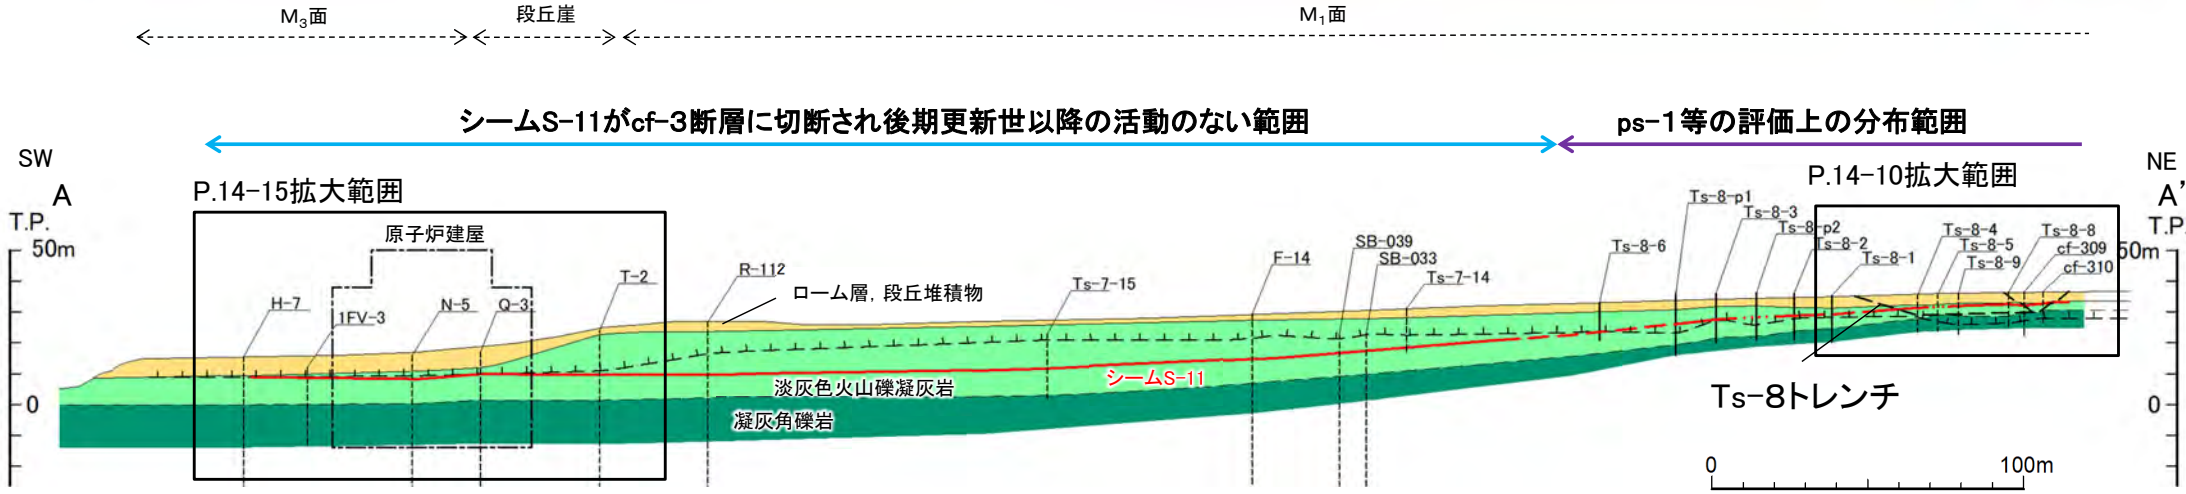 M₃面
段丘崖
M₁面
シームS-11がcf-3断層に切断され後期更新世以降の活動のない範囲
ps-1等の評価上の分布範囲
SW
A
T.P.
50m
0
NE
A’
T.P.
50m
0
P.14-15拡大範囲
P.14-10拡大範囲
原子炉建屋
H-7
1FV-3
N-5
Q-3
T-2
R-112
ローム層, 段丘堆積物
Ts-7-15
F-14
SB-039
SB-033
Ts-7-14
Ts-8-6
Ts-8-p1
Ts-8-3
Ts-8-p2
Ts-8-2
Ts-8-1
Ts-8-4
Ts-8-5
Ts-8-9
Ts-8-8
cf-309
cf-310
シームS-11
淡灰色火山礫凝灰岩
凝灰角礫岩
Ts-8トレンチ
0
100m